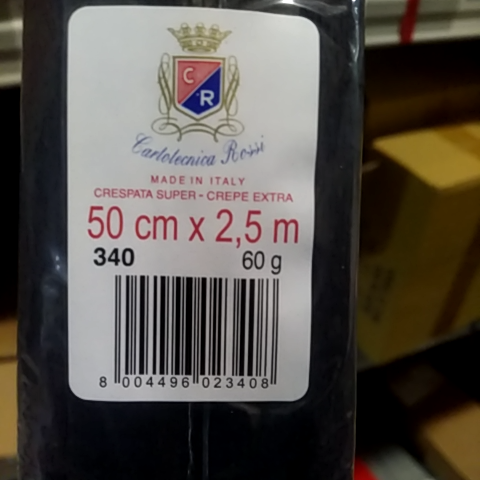 C
R
Cartotecnica Rossi
MADE IN ITALY
CRESPATA SUPER - CREPE EXTRA
50 cm x 2,5 m
340 60 g
8 004496 023408